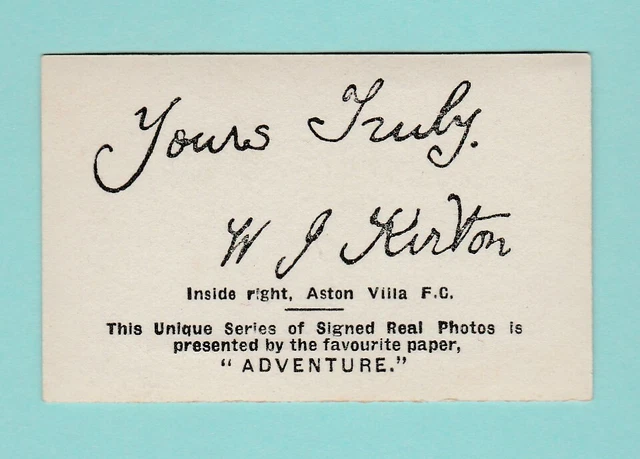 Yours Truly.
W J Kirton
Inside right, Aston Villa F.C.
This Unique Series of Signed Real Photos is
presented by the favourite paper,
" ADVENTURE."